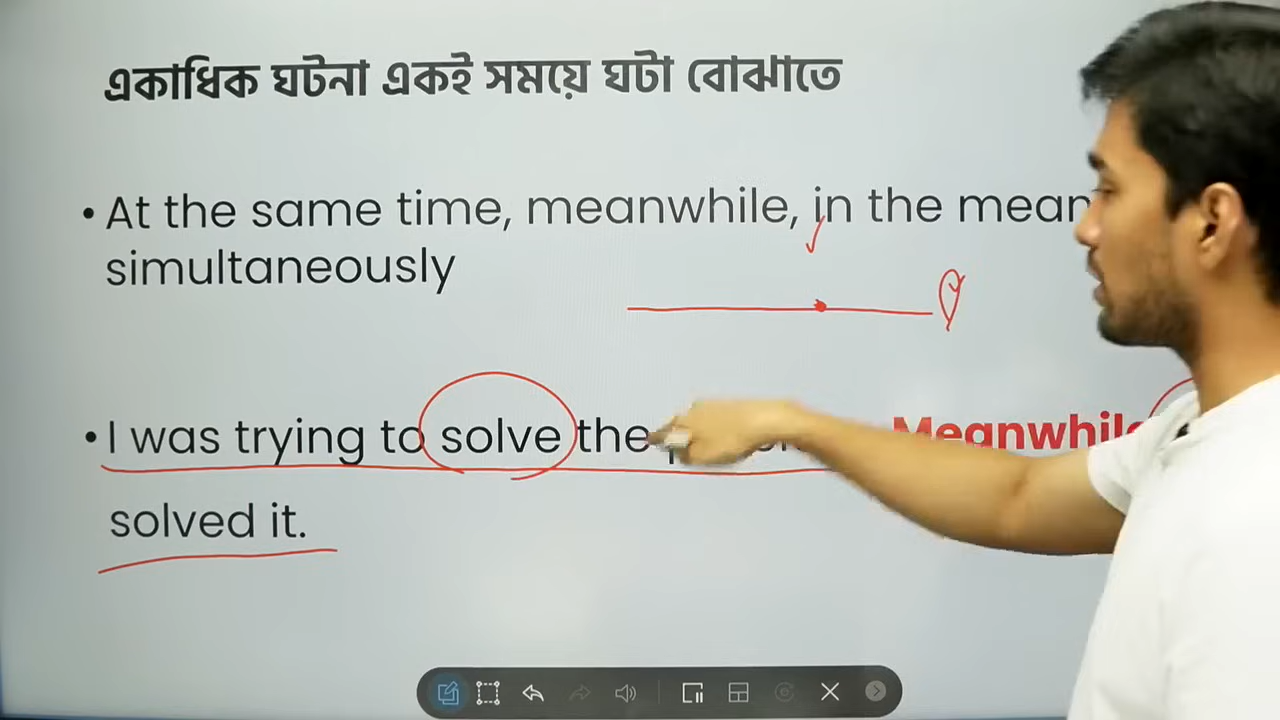 একাধিক ঘটনা একই সময়ে ঘটা বোঝাতে
• At the same time, meanwhile, in the mean
simultaneously
• I was trying to solve the Meanwhile
solved it.